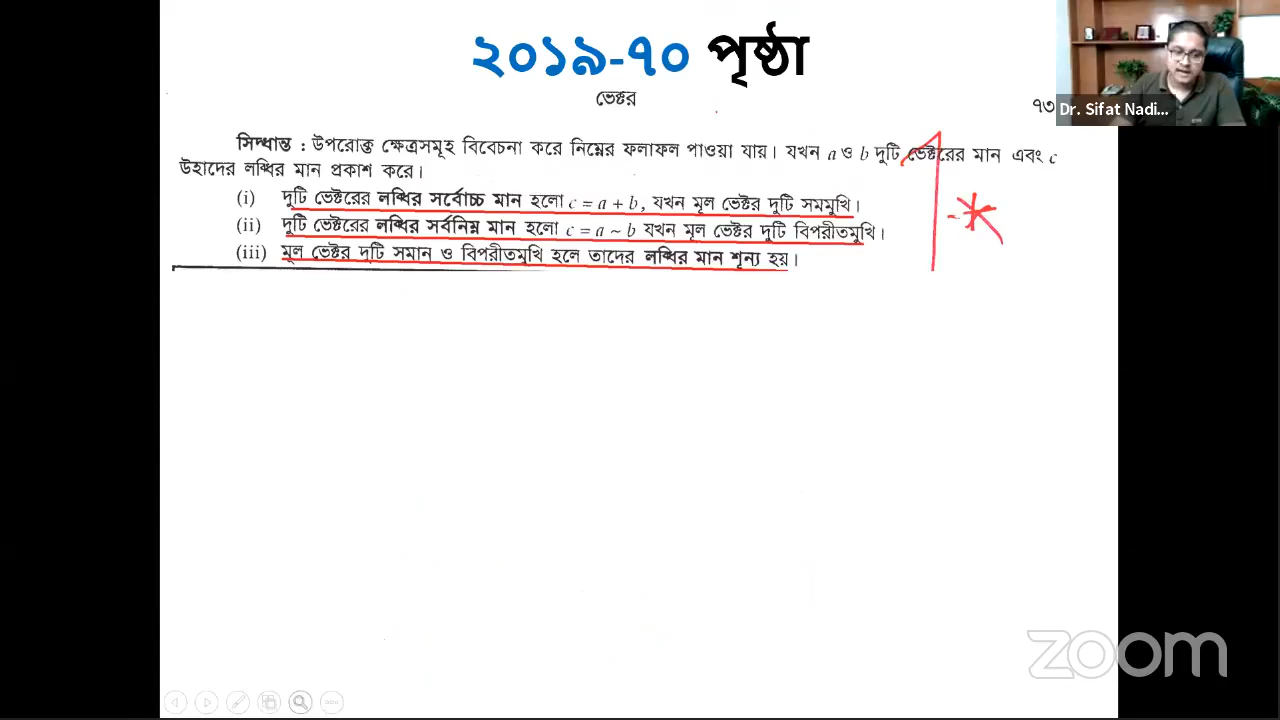 ২০১৯-৭০ পৃষ্ঠা
ভেক্টর
৭৩
Dr. Sifat Nadi...
সিদ্ধান্ত : উপরোক্ত ক্ষেত্রসমূহ বিবেচনা করে নিম্নের ফলাফল পাওয়া যায়। যখন a ও b দুটি ভেক্টরের মান এবং c
উহাদের লব্ধির মান প্রকাশ করে।
(i) দুটি ভেক্টরের লব্ধির সর্বোচ্চ মান হলো c = a + b, যখন মূল ভেক্টর দুটি সমমুখি।
(ii) দুটি ভেক্টরের লব্ধির সর্বনিম্ন মান হলো c = a ~ b যখন মূল ভেক্টর দুটি বিপরীতমুখি।
(iii) মূল ভেক্টর দুটি সমান ও বিপরীতমুখি হলে তাদের লব্ধির মান শূন্য হয়।
zoom